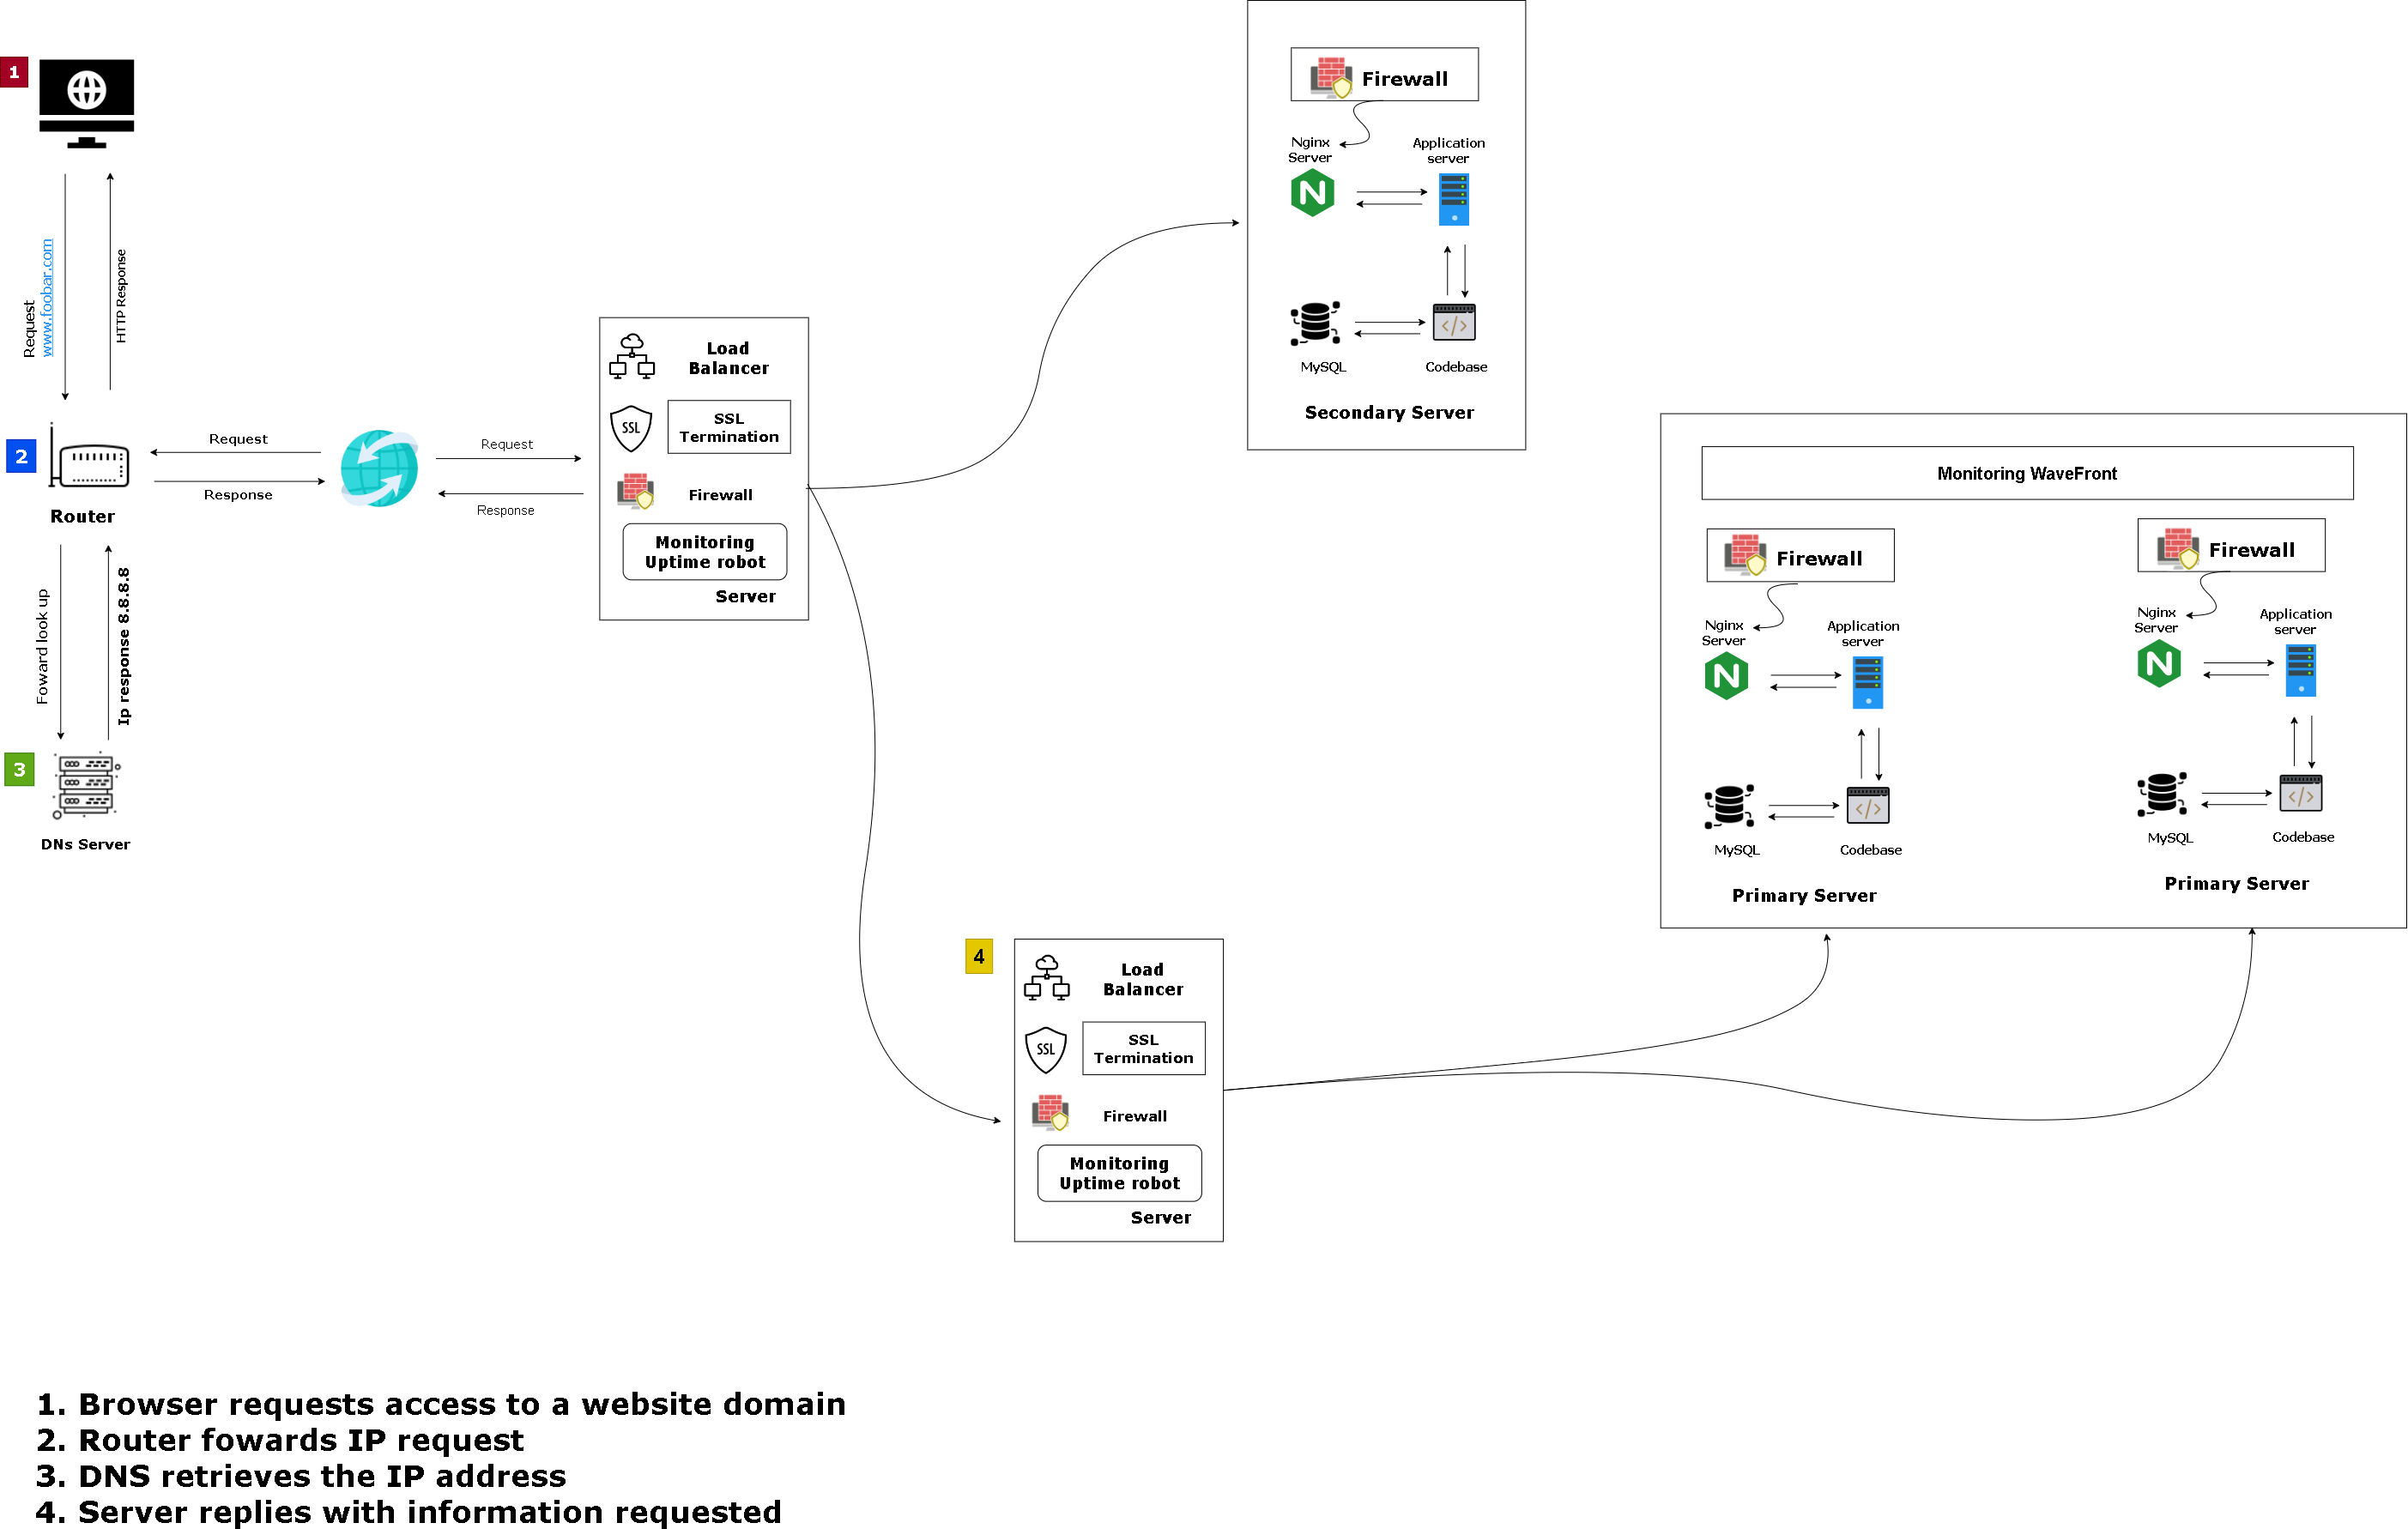 1
Request
www.foobar.com
HTTP Response
2
Router
Request
Response
Foward look up
Ip response 8.8.8.8
3
DNs Server
Request
Response
Load
Balancer
SSL
SSL
Termination
Firewall
Monitoring
Uptime robot
Server
Firewall
Nginx
Server
Application
server
MySQL
Codebase
Secondary Server
4
Load
Balancer
SSL
SSL
Termination
Firewall
Monitoring
Uptime robot
Server
Monitoring WaveFront
Firewall
Nginx
Server
Application
server
MySQL
Codebase
Primary Server
Firewall
Nginx
Server
Application
server
MySQL
Codebase
Primary Server
1. Browser requests access to a website domain
2. Router fowards IP request
3. DNS retrieves the IP address
4. Server replies with information requested